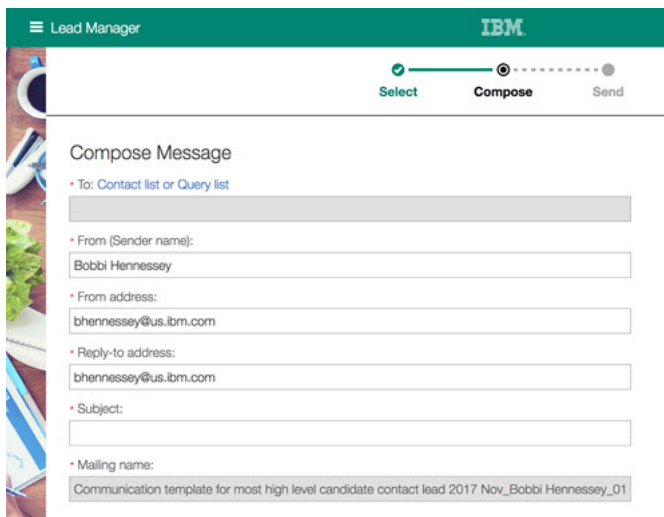 Lead Manager
IBM.
Select
Compose
Send
Compose Message
• To: Contact list or Query list
• From (Sender name):
Bobbi Hennessey
• From address:
bhennessey@us.ibm.com
• Reply-to address:
bhennessey@us.ibm.com
• Subject:
• Mailing name:
Communication template for most high level candidate contact lead 2017 Nov_Bobbi Hennessey_01